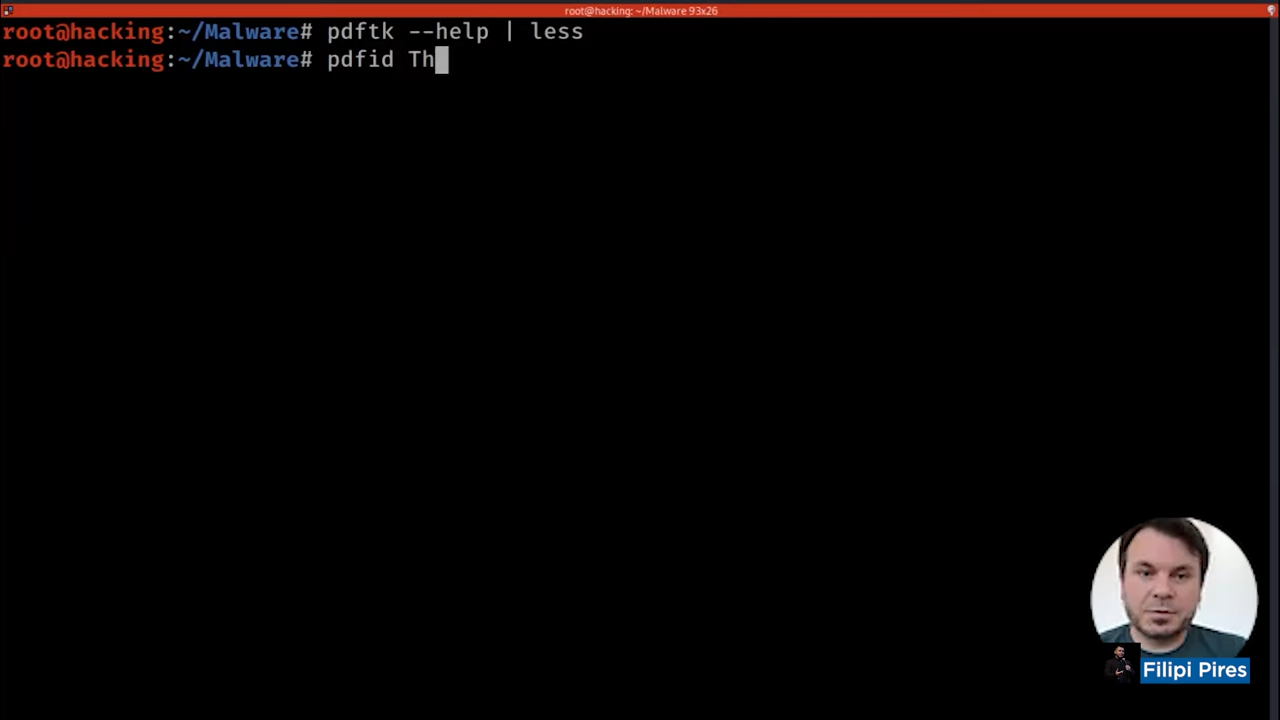 root@hacking: ~/Malware 93x26
root@hacking:~/Malware# pdftk --help | less
root@hacking:~/Malware# pdfid Th
Filipi Pires